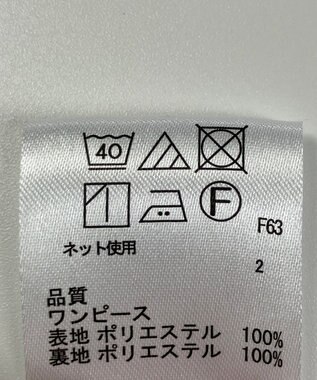 40
F
F63
ネット使用
2
品質
ワンピース
表地 ポリエステル 100%
裏地 ポリエステル 100%